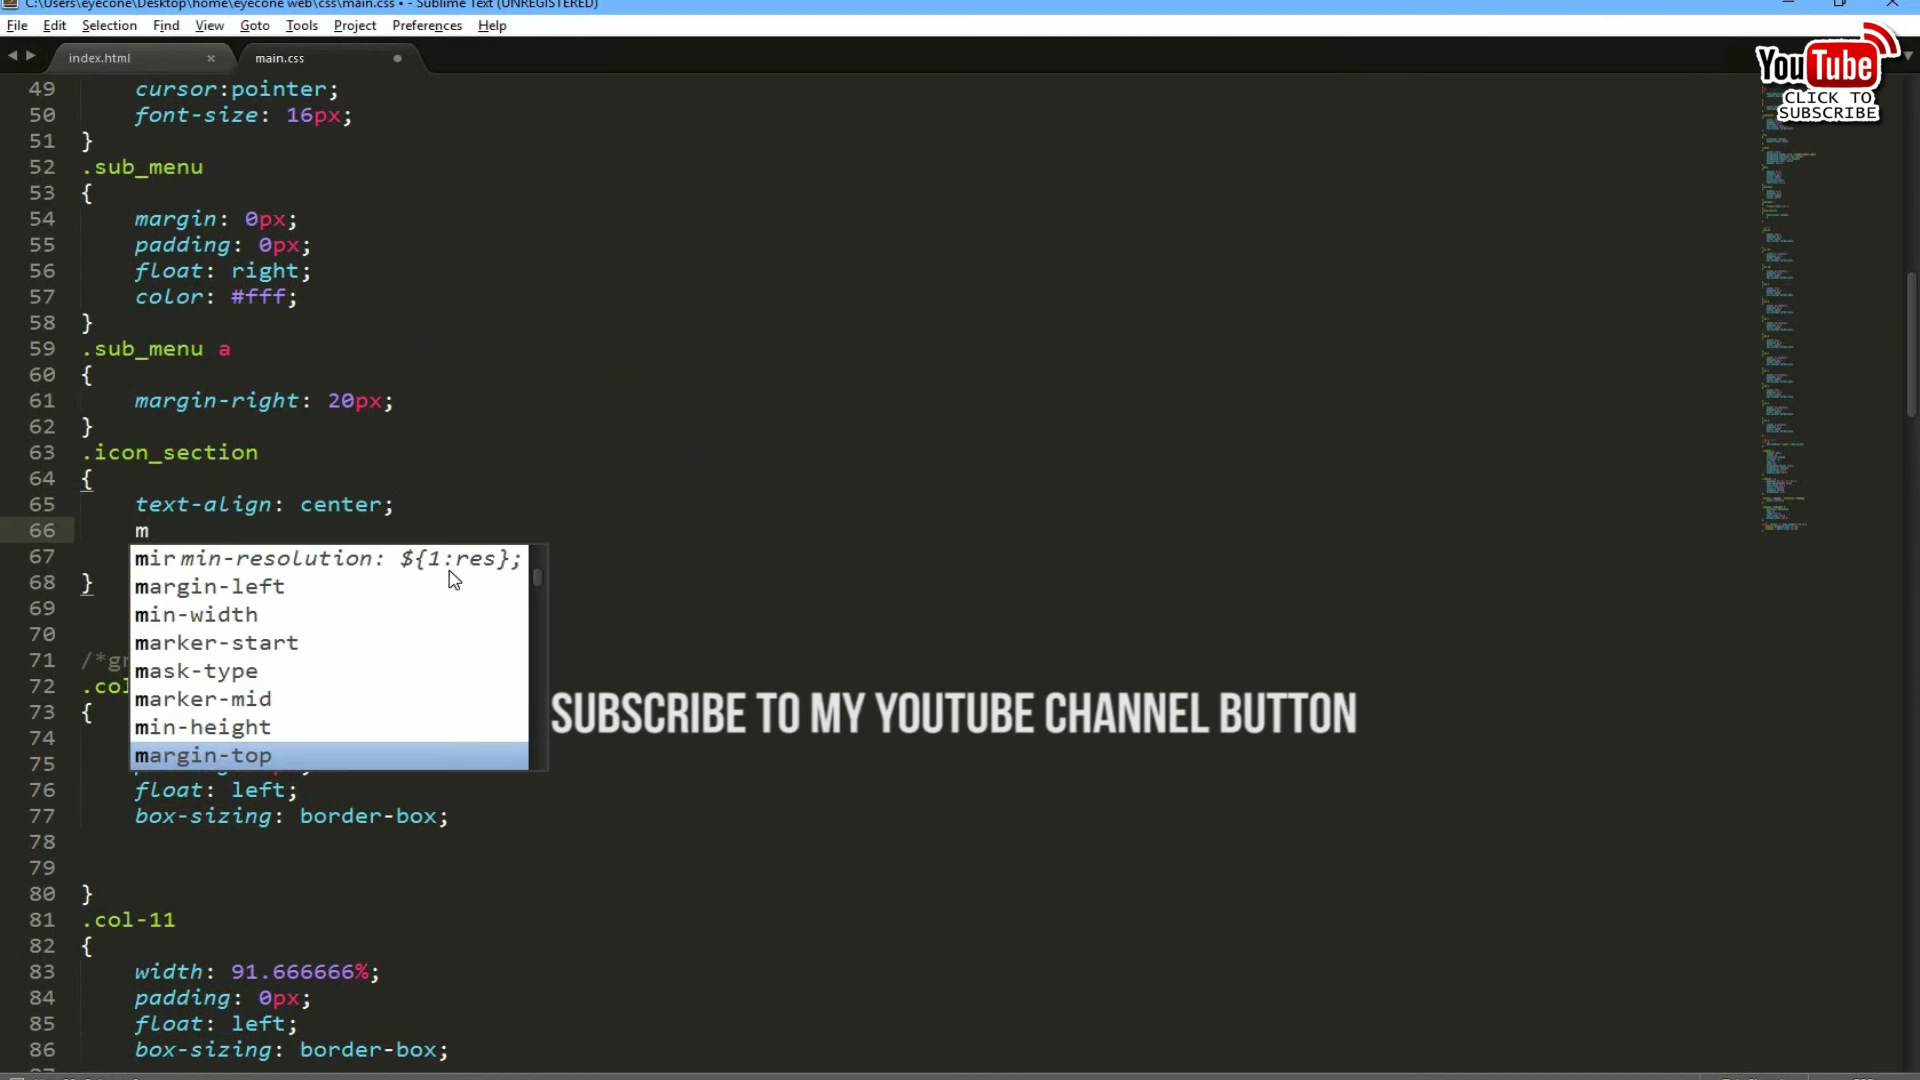 C:\Users\eyecone\Desktop\home\eyecone web\css\main.css • - Sublime Text (UNREGISTERED)
File Edit Selection Find View Goto Tools Project Preferences Help
index.html × main.css
YouTube
CLICK TO
SUBSCRIBE
49 cursor:pointer;
50 font-size: 16px;
51 }
52 .sub_menu
53 {
54 margin: 0px;
55 padding: 0px;
56 float: right;
57 color: #fff;
58 }
59 .sub_menu a
60 {
61 margin-right: 20px;
62 }
63 .icon_section
64 {
65 text-align: center;
66 m
67 mir min-resolution: ${1:res};
68 } margin-left
69 min-width
70 marker-start
71 /*gr mask-type
72 .col marker-mid
73 { min-height
74 margin-top
75
76 float: left;
77 box-sizing: border-box;
78
79
80 }
81 .col-11
82 {
83 width: 91.666666%;
84 padding: 0px;
85 float: left;
86 box-sizing: border-box;
SUBSCRIBE TO MY YOUTUBE CHANNEL BUTTON